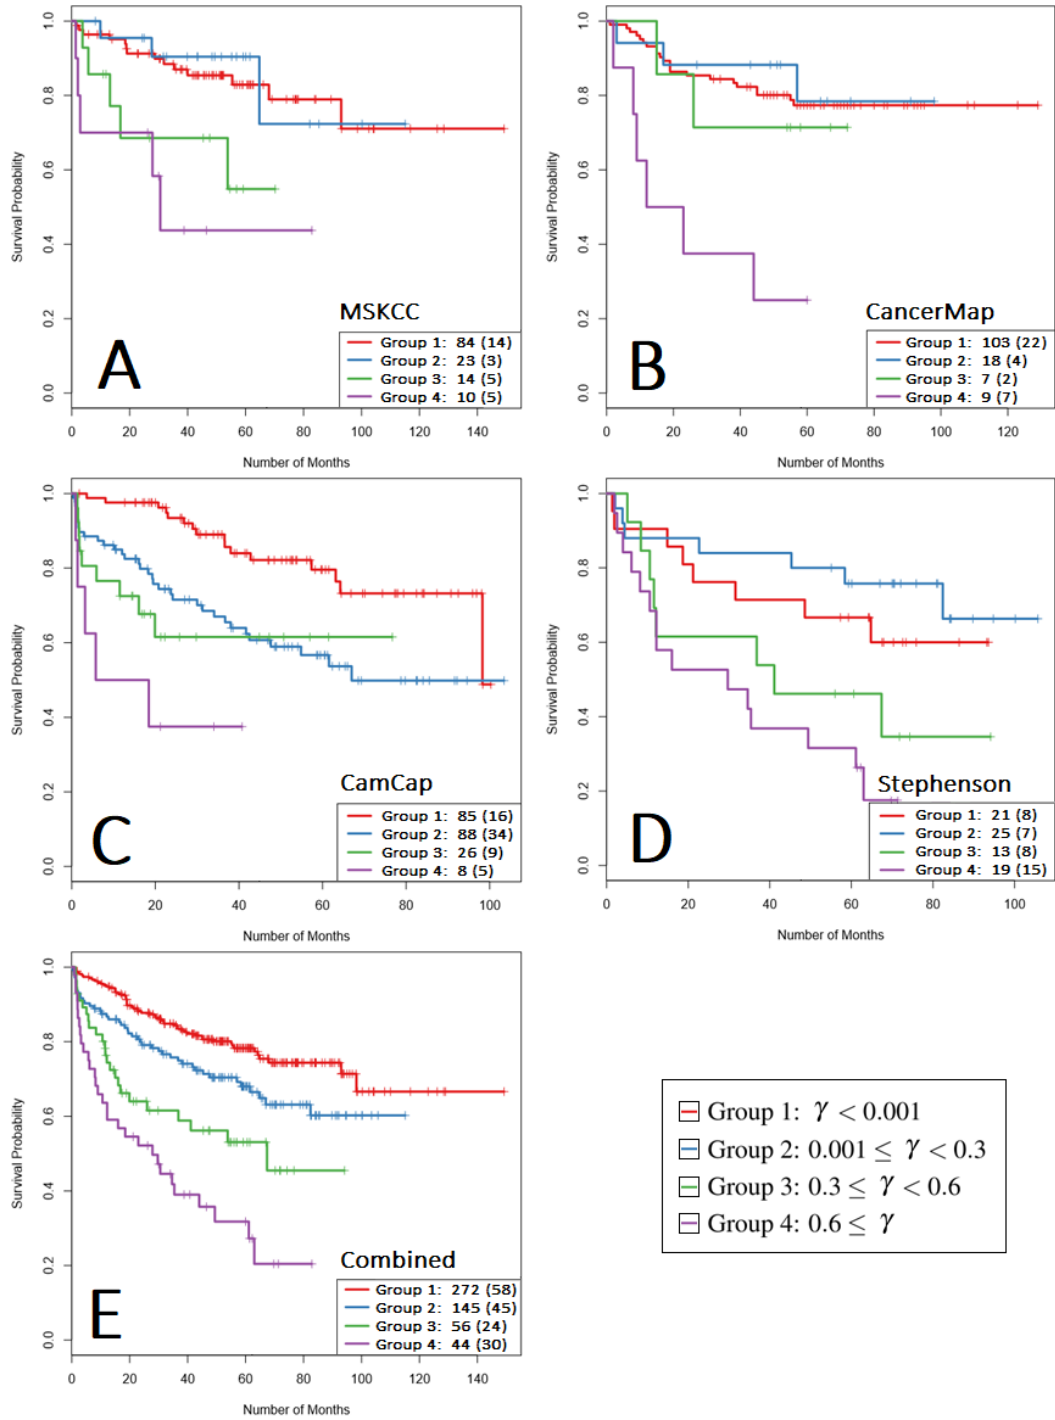 1.0
0.8
0.6
0.4
0.2
0.0
Survival Probability
A
MSKCC
Group 1: 84 (14)
Group 2: 23 (3)
Group 3: 14 (5)
Group 4: 10 (5)
0 20 40 60 80 100 120 140
Number of Months
1.0
0.8
0.6
0.4
0.2
0.0
Survival Probability
B
CancerMap
Group 1: 103 (22)
Group 2: 18 (4)
Group 3: 7 (2)
Group 4: 9 (7)
0 20 40 60 80 100 120
Number of Months
1.0
0.8
0.6
0.4
0.2
0.0
Survival Probability
C
CamCap
Group 1: 85 (16)
Group 2: 88 (34)
Group 3: 26 (9)
Group 4: 8 (5)
0 20 40 60 80 100
Number of Months
1.0
0.8
0.6
0.4
0.2
0.0
Survival Probability
D
Stephenson
Group 1: 21 (8)
Group 2: 25 (7)
Group 3: 13 (8)
Group 4: 19 (15)
0 20 40 60 80 100
Number of Months
1.0
0.8
0.6
0.4
0.2
0.0
Survival Probability
E
Combined
Group 1: 272 (58)
Group 2: 145 (45)
Group 3: 56 (24)
Group 4: 44 (30)
0 20 40 60 80 100 120 140
Number of Months
Group 1: γ < 0.001
Group 2: 0.001 ≤ γ < 0.3
Group 3: 0.3 ≤ γ < 0.6
Group 4: 0.6 ≤ γ